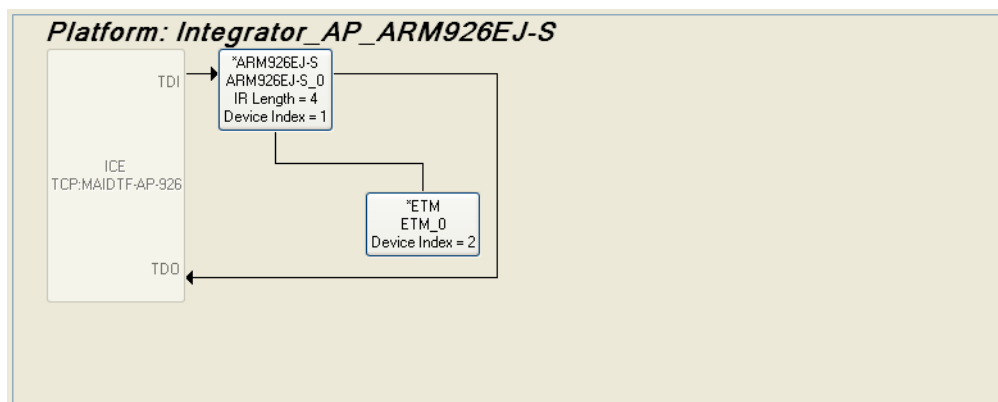 Platform: Integrator_AP_ARM926EJ-S
TDI
*ARM926EJ-S
ARM926EJ-S_0
IR Length = 4
Device Index = 1
ICE
TCP:MAIDTF-AP-926
*ETM
ETM_0
Device Index = 2
TDO